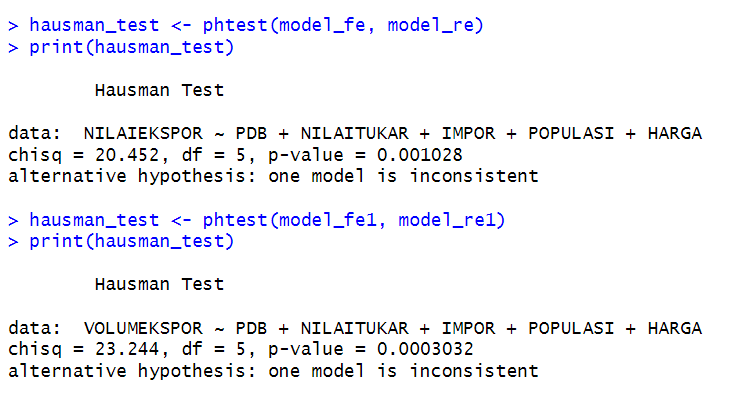 > hausman_test <- phtest(model_fe, model_re)
> print(hausman_test)
Hausman Test
data:  NILAIEKSPOR ~ PDB + NILAITUKAR + IMPOR + POPULASI + HARGA
chisq = 20.452, df = 5, p-value = 0.001028
alternative hypothesis: one model is inconsistent
> hausman_test <- phtest(model_fe1, model_re1)
> print(hausman_test)
Hausman Test
data:  VOLUMEKSPOR ~ PDB + NILAITUKAR + IMPOR + POPULASI + HARGA
chisq = 23.244, df = 5, p-value = 0.0003032
alternative hypothesis: one model is inconsistent